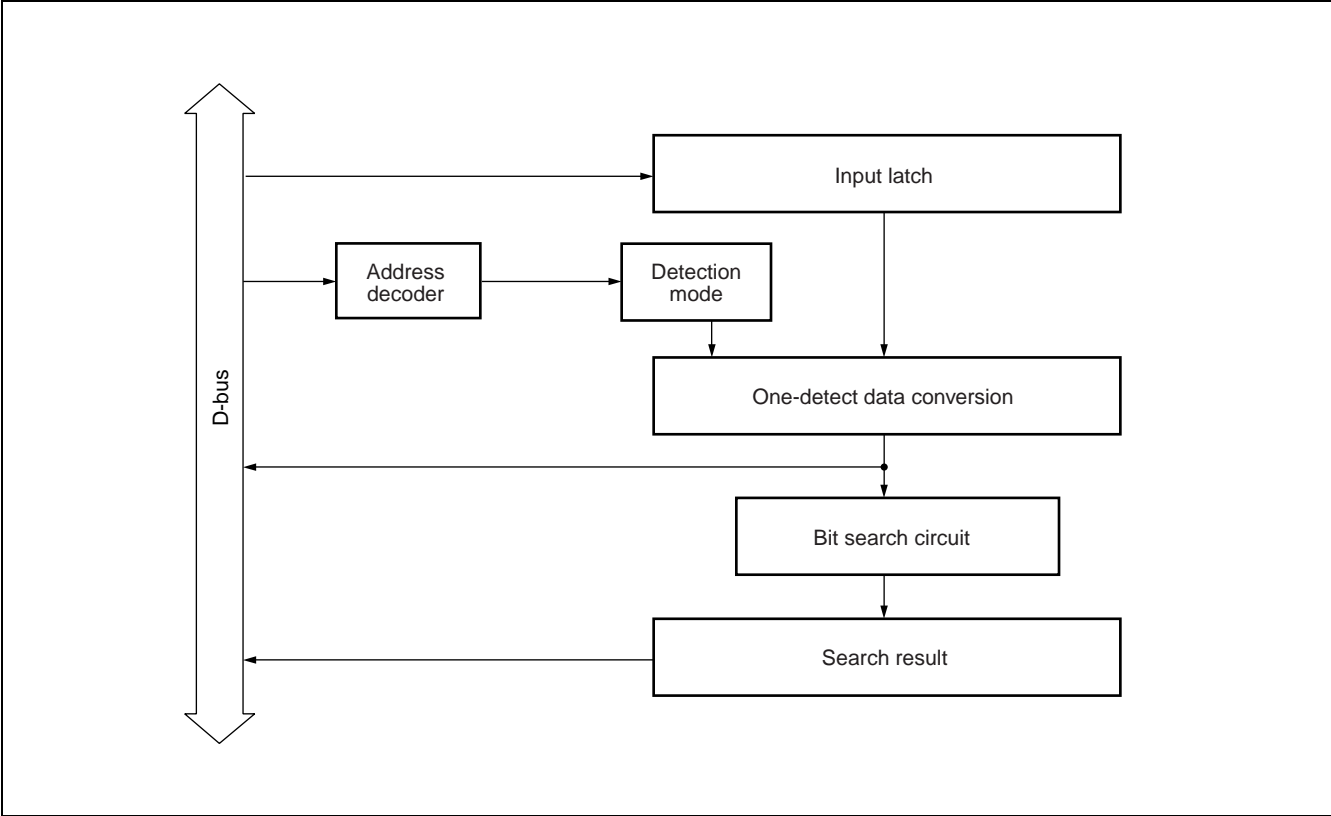 Input latch
Address
decoder
Detection
mode
D-bus
One-detect data conversion
Bit search circuit
Search result